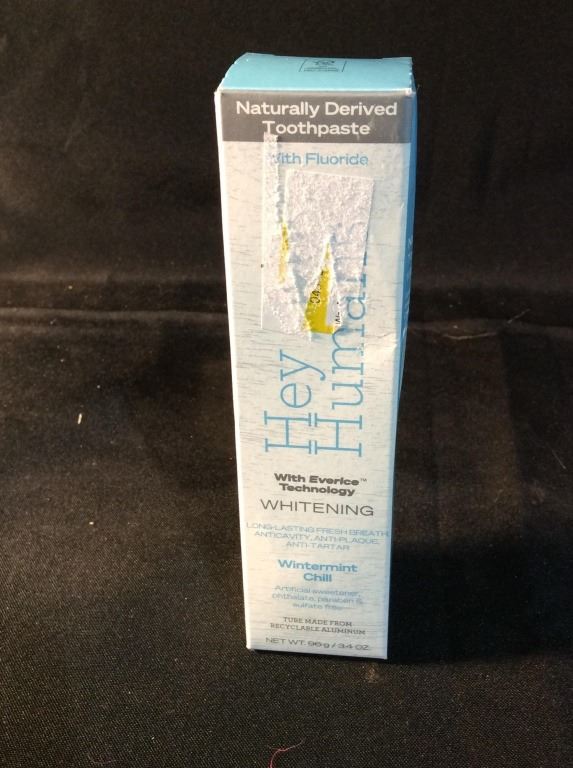 Naturally Derived
Toothpaste
With Fluoride
Hey
Humans
With Everice™
Technology
WHITENING
LONG-LASTING FRESH BREATH
ANTICAVITY, ANTI-PLAQUE,
ANTI-TARTAR
Wintermint
Chill
Artificial sweetener,
phthalate, paraben &
sulfate free
TUBE MADE FROM
RECYCLABLE ALUMINUM
NET WT. 96 g / 3.4 OZ.